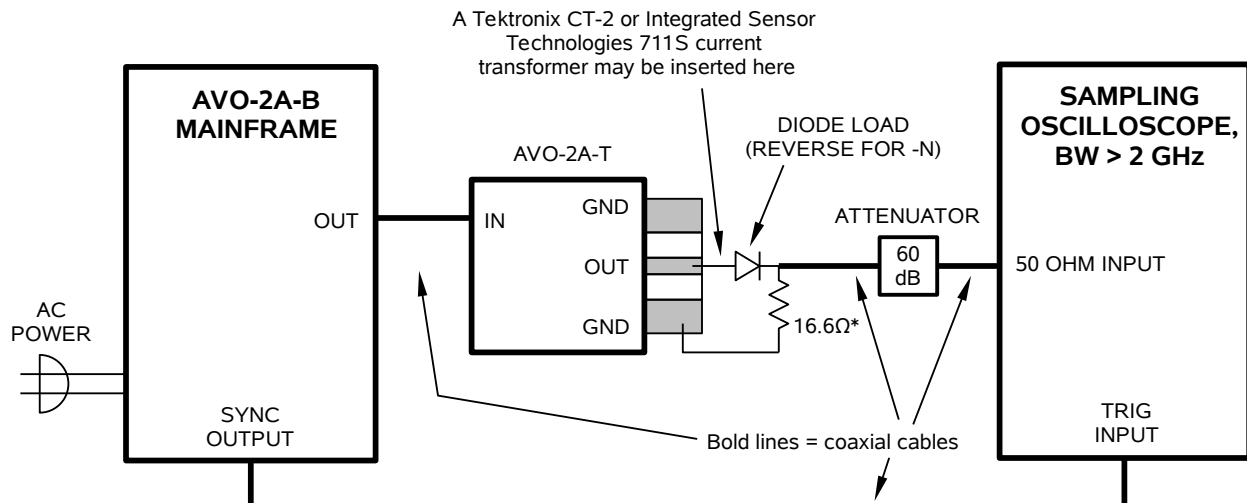 A Tektronix CT-2 or Integrated Sensor
Technologies 711S current
transformer may be inserted here
AVO-2A-B
MAINFRAME
SAMPLING
OSCILLOSCOPE,
BW > 2 GHz
DIODE LOAD
(REVERSE FOR -N)
AVO-2A-T
OUT
IN
GND
OUT
GND
ATTENUATOR
60
dB
50 OHM INPUT
16.6Ω*
AC
POWER
SYNC
OUTPUT
Bold lines = coaxial cables
TRIG
INPUT